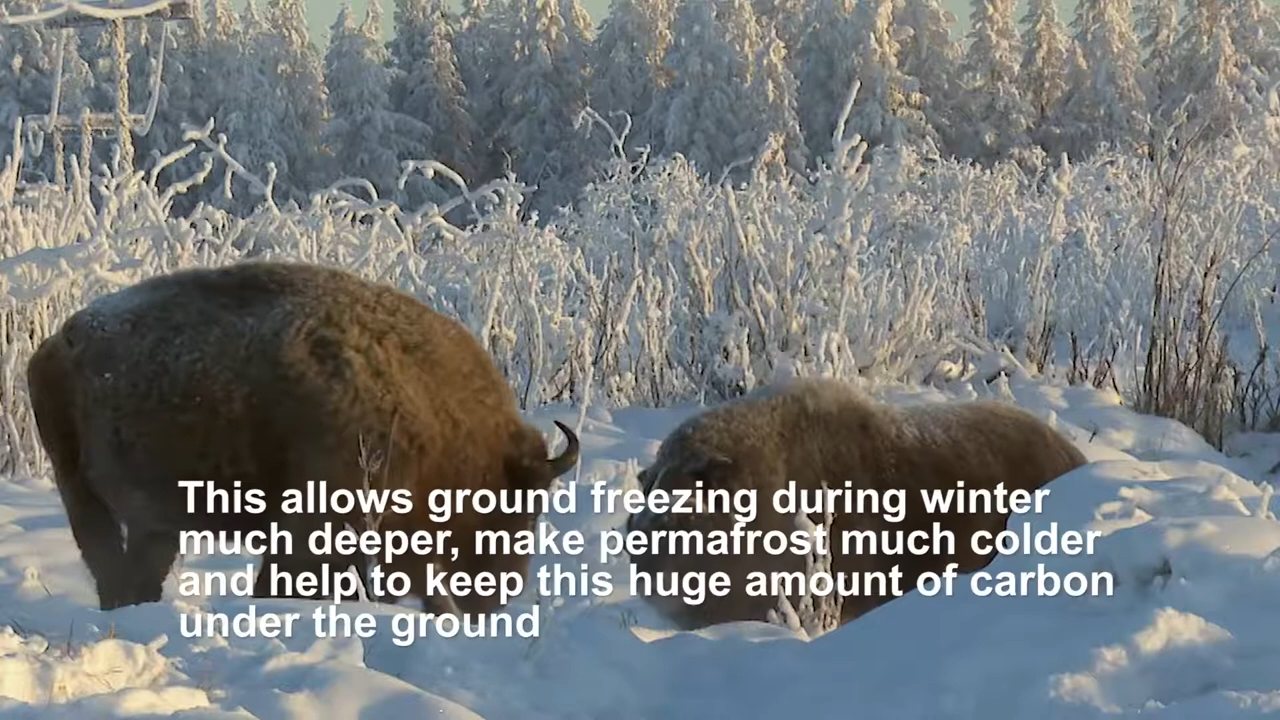 This allows ground freezing during winter
much deeper, make permafrost much colder
and help to keep this huge amount of carbon
under the ground